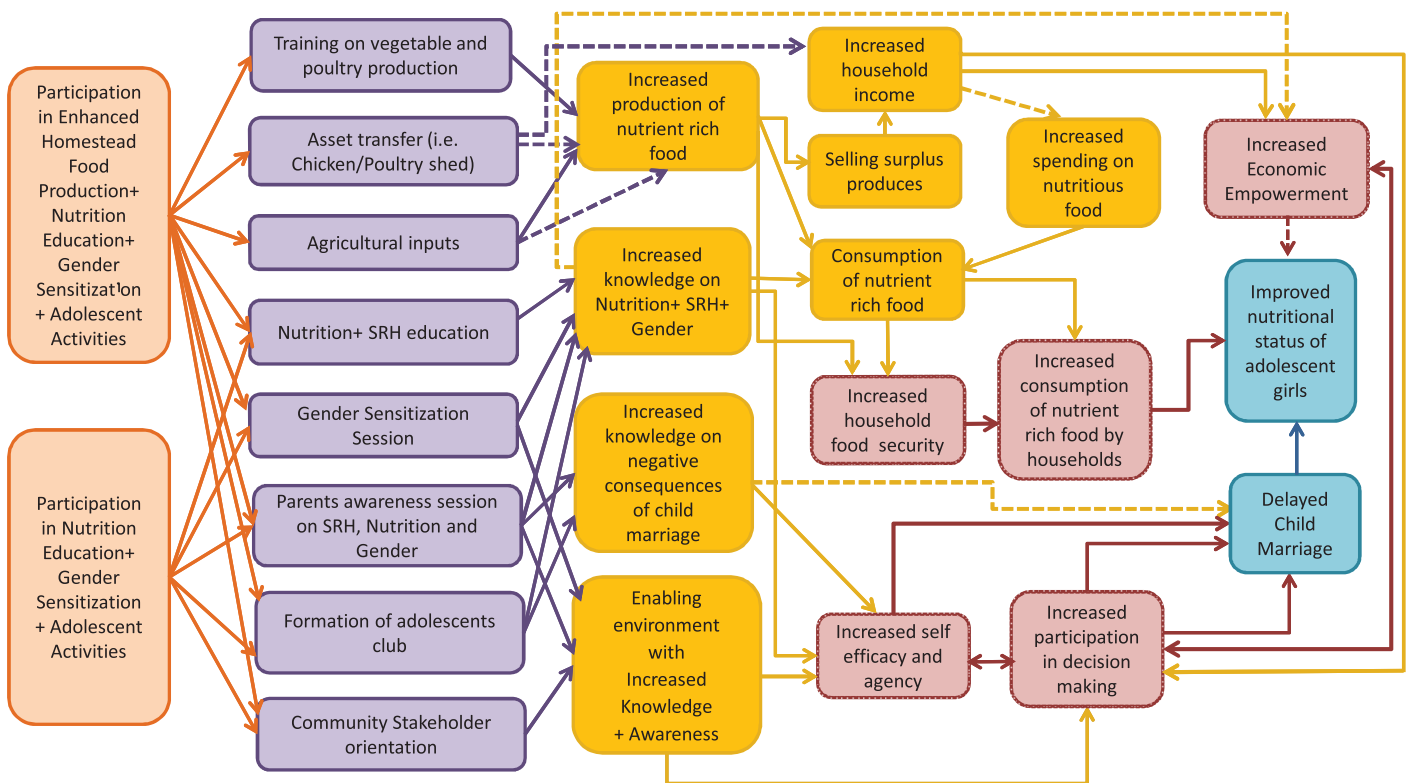 Participation
in Enhanced
Homestead
Food
Production+
Nutrition
Education+
Gender
Sensitization
+ Adolescent
Activities
Participation
in Nutrition
Education+
Gender
Sensitization
+ Adolescent
Activities
Training on vegetable and
poultry production
Asset transfer (i.e.
Chicken/Poultry shed)
Agricultural inputs
Nutrition+ SRH education
Gender Sensitization
Session
Parents awareness session
on SRH, Nutrition and
Gender
Formation of adolescents
club
Community Stakeholder
orientation
Increased
production of
nutrient rich
food
Increased
knowledge on
Nutrition+ SRH+
Gender
Increased
knowledge on
negative
consequences
of child
marriage
Enabling
environment
with
Increased
Knowledge
+ Awareness
Increased
household
income
Selling surplus
produces
Increased
spending on
nutritious
food
Consumption
of nutrient
rich food
Increased
household
food security
Increased
consumption
of nutrient
rich food by
households
Increased self
efficacy and
agency
Increased
participation
in decision
making
Increased
Economic
Empowerment
Improved
nutritional
status of
adolescent
girls
Delayed
Child
Marriage